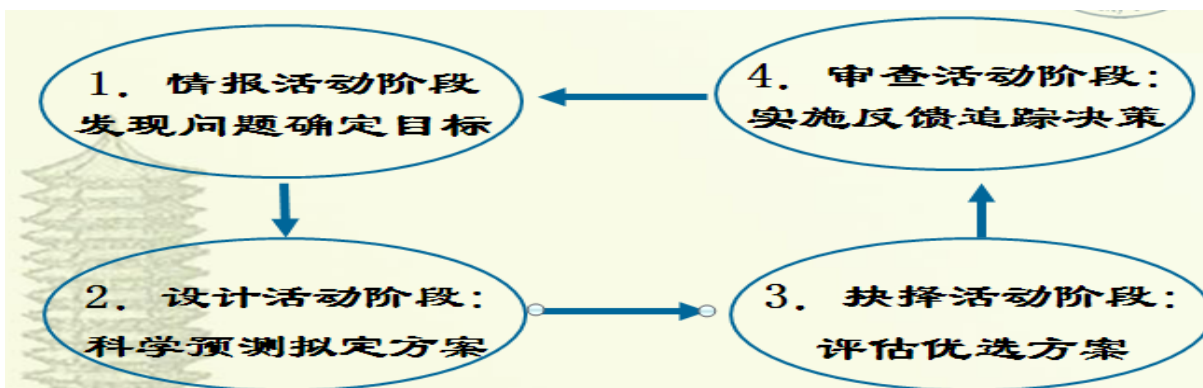 1. 情报活动阶段
发现问题确定目标
2. 设计活动阶段：
科学预测拟定方案
3. 抉择活动阶段：
评估优选方案
4. 审查活动阶段：
实施反馈追踪决策